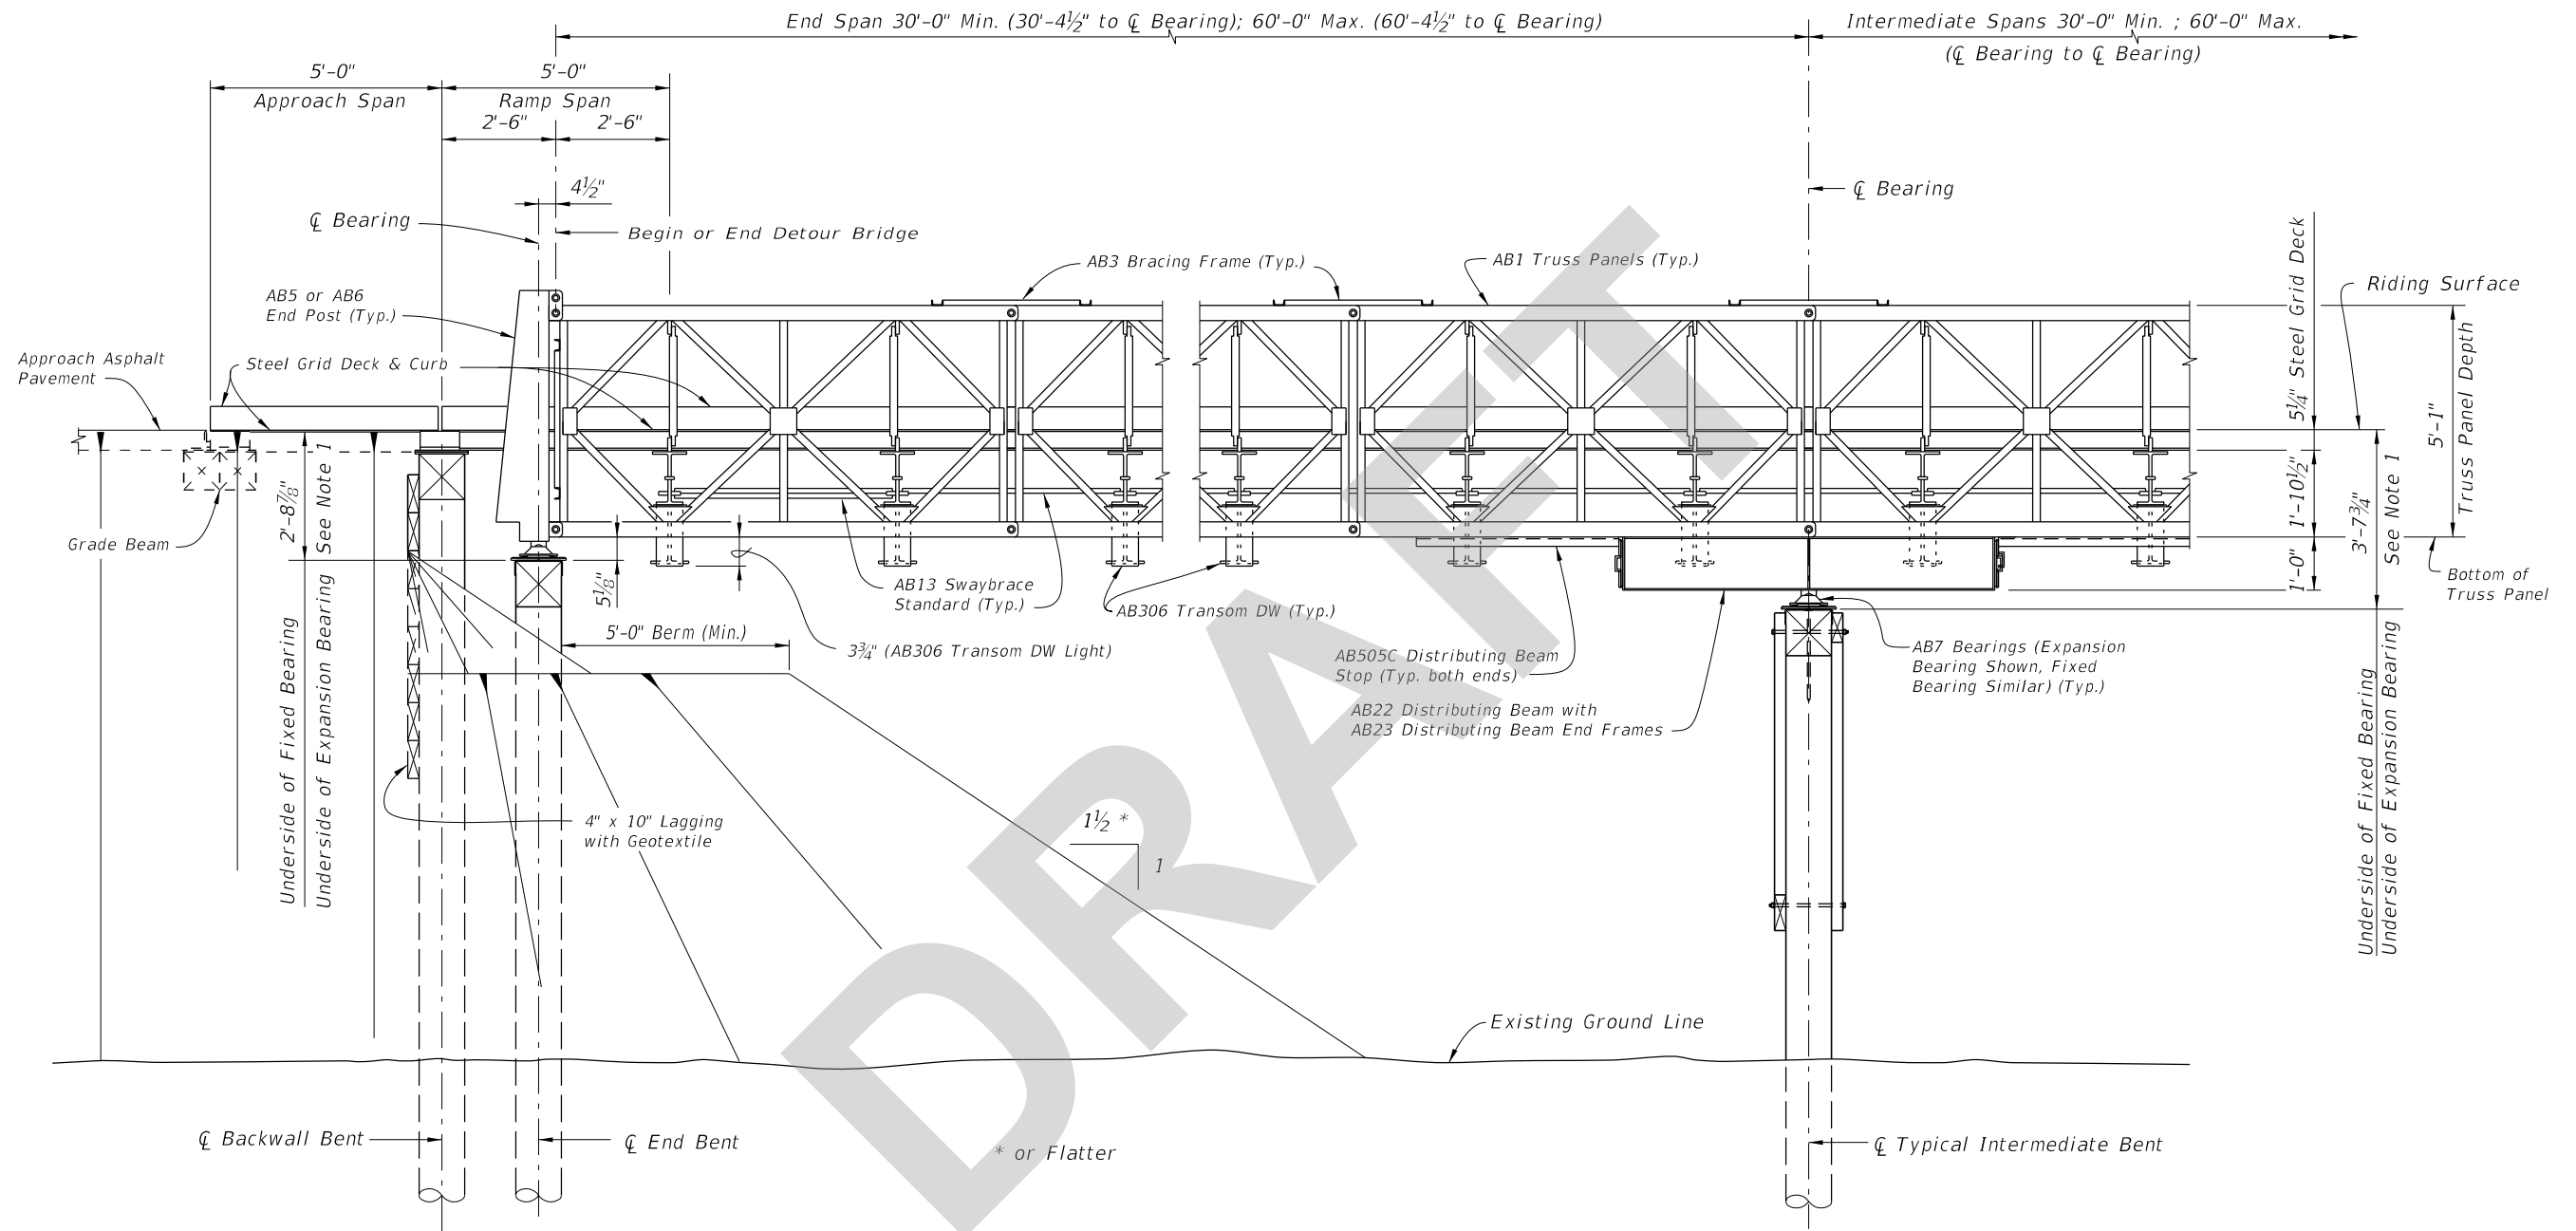 End Span 30'-0" Min. (30'-4½" to ℄ Bearing); 60'-0" Max. (60'-4½" to ℄ Bearing)
Intermediate Spans 30'-0" Min. ; 60'-0" Max.
(℄ Bearing to ℄ Bearing)
5'-0"
Approach Span
5'-0"
Ramp Span
2'-6"
2'-6"
4½"
℄ Bearing
Begin or End Detour Bridge
℄ Bearing
AB3 Bracing Frame (Typ.)
AB1 Truss Panels (Typ.)
AB5 or AB6
End Post (Typ.)
Riding Surface
Approach Asphalt
Pavement
Steel Grid Deck & Curb
5¼" Steel Grid Deck
1'-10½"
1'-0"
3'-7¾"
See Note 1
5'-1"
Truss Panel Depth
Grade Beam
2'-8⅞"
See Note 1
Underside of Fixed Bearing
Underside of Expansion Bearing
5⅛"
AB13 Swaybrace
Standard (Typ.)
AB306 Transom DW (Typ.)
5'-0" Berm (Min.)
3¾" (AB306 Transom DW Light)
AB505C Distributing Beam
Stop (Typ. both ends)
AB22 Distributing Beam with
AB23 Distributing Beam End Frames
AB7 Bearings (Expansion
Bearing Shown, Fixed
Bearing Similar) (Typ.)
Bottom of
Truss Panel
Underside of Fixed Bearing
Underside of Expansion Bearing
4" x 10" Lagging
with Geotextile
1½ *
1
Existing Ground Line
℄ Backwall Bent
℄ End Bent
* or Flatter
℄ Typical Intermediate Bent
DRAFT